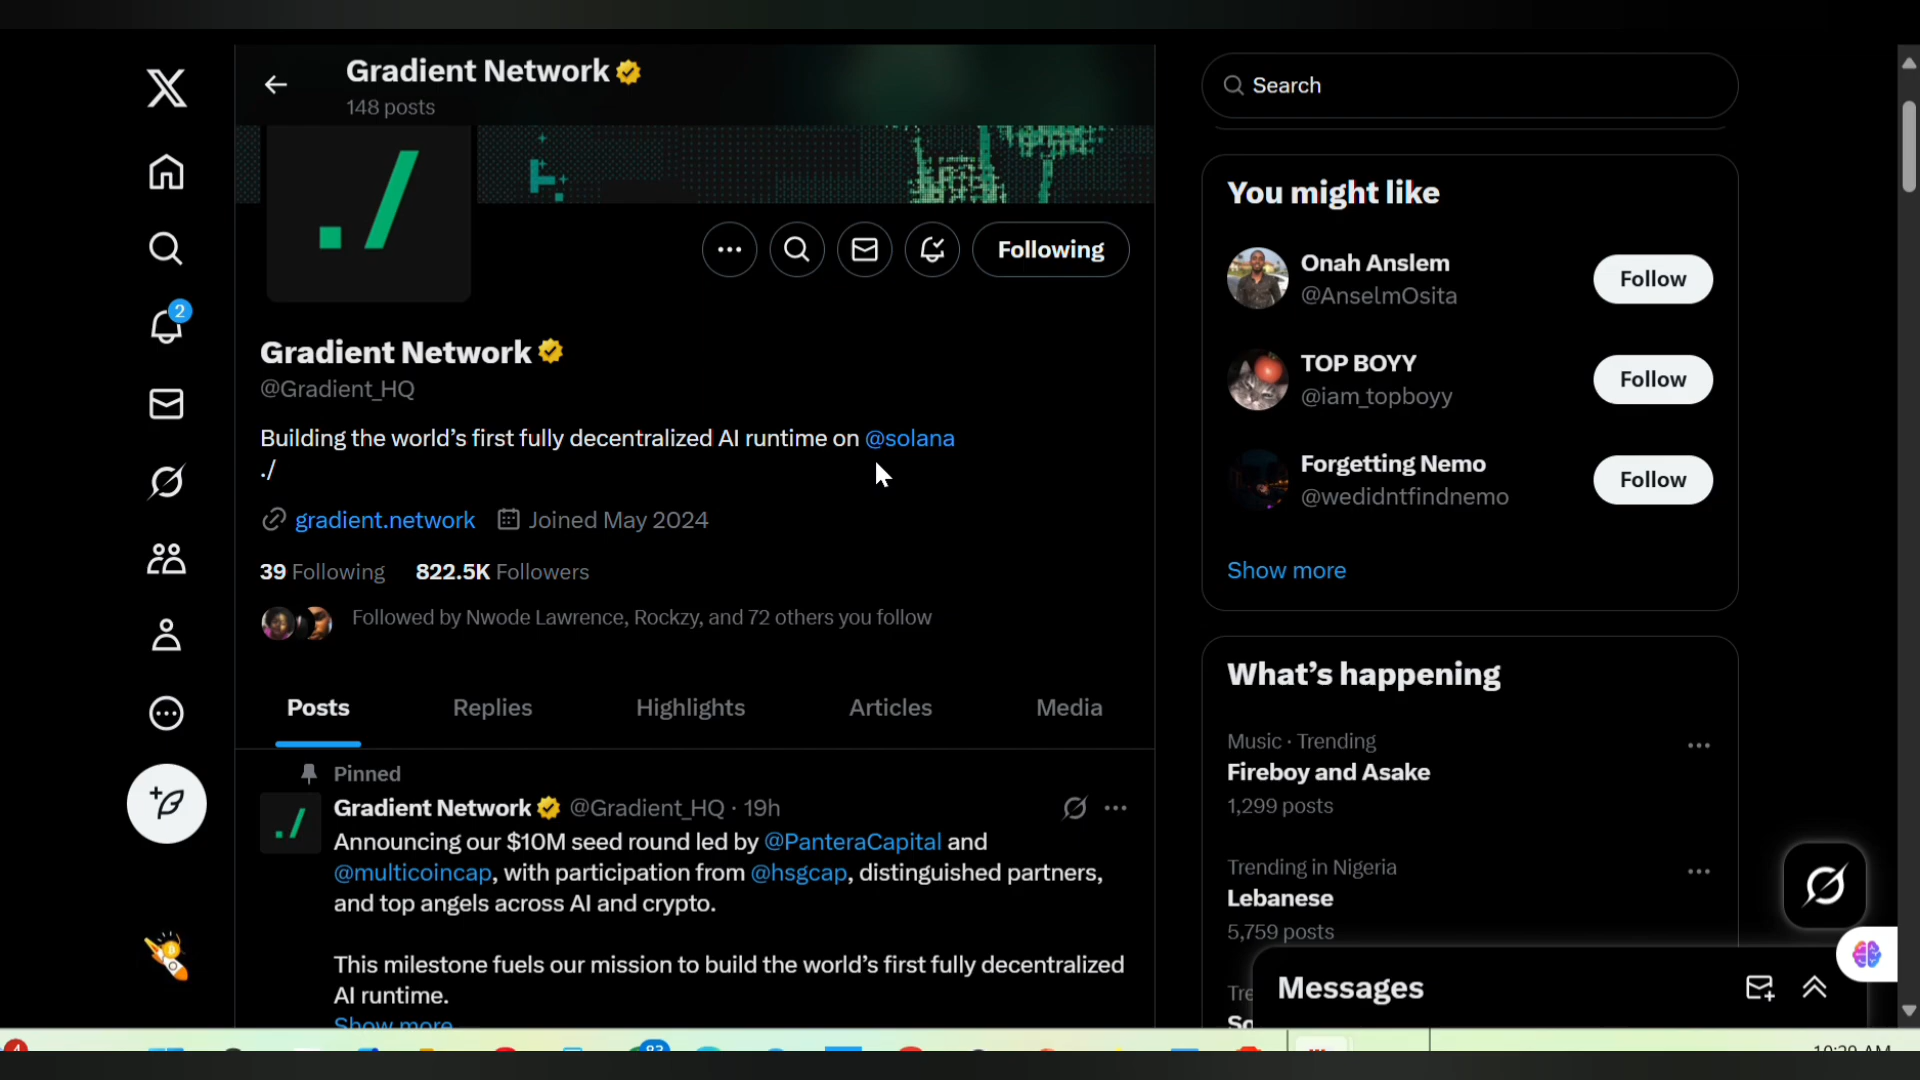 Gradient Network
148 posts
Search
Following
Gradient Network
@Gradient_HQ
Building the world’s first fully decentralized AI runtime on @solana
./
gradient.network Joined May 2024
39 Following 822.5K Followers
Followed by Nwode Lawrence, Rockzy, and 72 others you follow
Posts Replies Highlights Articles Media
Pinned
Gradient Network @Gradient_HQ · 19h
Announcing our $10M seed round led by @PanteraCapital and
@multicoincap, with participation from @hsgcap, distinguished partners,
and top angels across AI and crypto.
This milestone fuels our mission to build the world’s first fully decentralized
AI runtime.
Show more
2
You might like
Onah Anslem
@AnselmOsita
Follow
TOP BOYY
@iam_topboyy
Follow
Forgetting Nemo
@wedidntfindnemo
Follow
Show more
What’s happening
Music · Trending
Fireboy and Asake
1,299 posts
Trending in Nigeria
Lebanese
5,759 posts
Messages